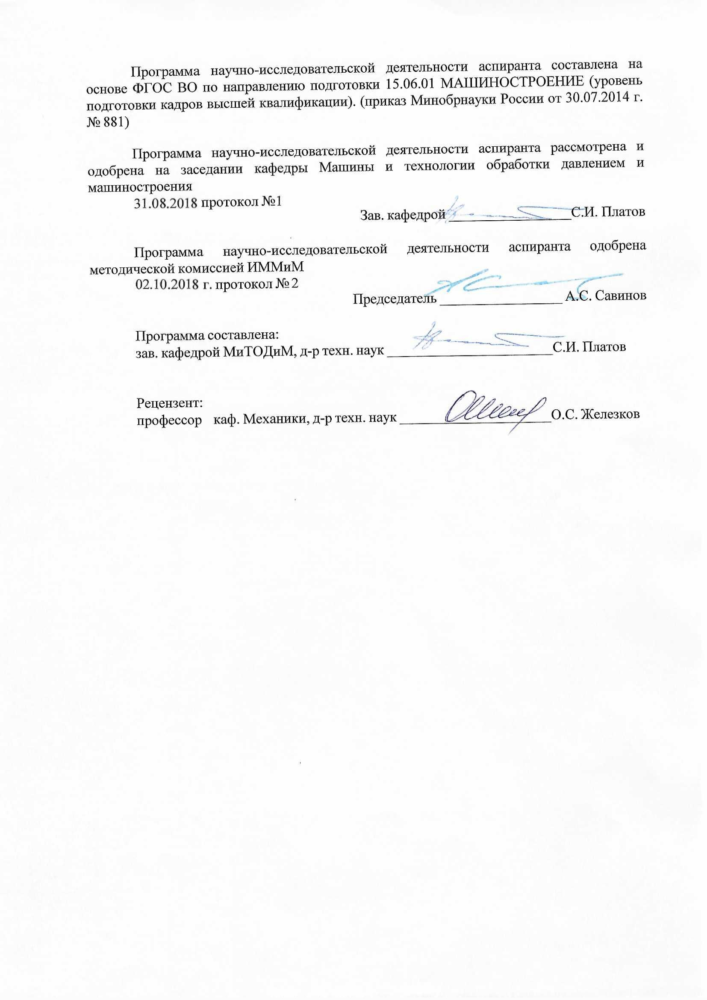 Программа научно-исследовательской деятельности аспиранта составлена на
основе ФГОС ВО по направлению подготовки 15.06.01 МАШИНОСТРОЕНИЕ (уровень
подготовки кадров высшей квалификации). (приказ Минобрнауки России от 30.07.2014 г.
№ 881)
Программа научно-исследовательской деятельности аспиранта рассмотрена и
одобрена на заседании кафедры Машины и технологии обработки давлением и
машиностроения
31.08.2018 протокол №1
Зав. кафедрой _________________ С.И. Платов
Программа научно-исследовательской деятельности аспиранта одобрена
методической комиссией ИММиМ
02.10.2018 г. протокол № 2
Председатель _________________ А.С. Савинов
Программа составлена:
зав. кафедрой МиТОДиМ, д-р техн. наук _______________________ С.И. Платов
Рецензент:
профессор каф. Механики, д-р техн. наук _____________________ О.С. Железков